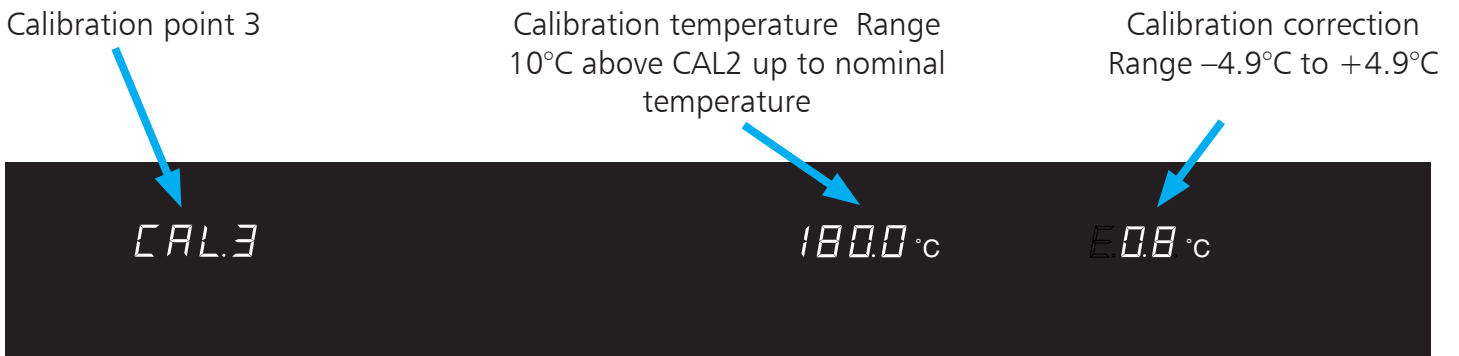 Calibration point 3
Calibration temperature Range
10°C above CAL2 up to nominal
temperature
Calibration correction
Range –4.9°C to +4.9°C
CAL.3
180.0 °C
E.0.8. °C